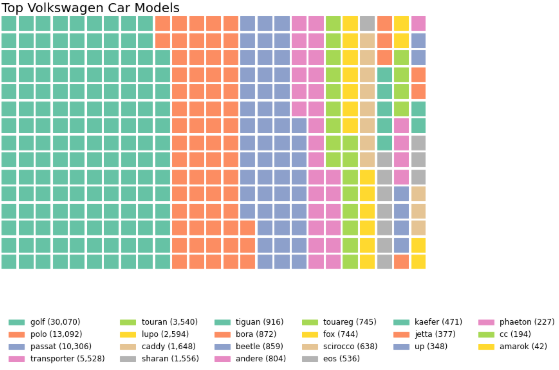 Top Volkswagen Car Models
golf (30,070) touran (3,540) tiguan (916) touareg (745) kaefer (471) phaeton (227)
polo (13,092) lupo (2,594) bora (872) fox (744) jetta (377) cc (194)
passat (10,306) caddy (1,648) beetle (859) scirocco (638) up (348) amarok (42)
transporter (5,528) sharan (1,556) andere (804) eos (536)